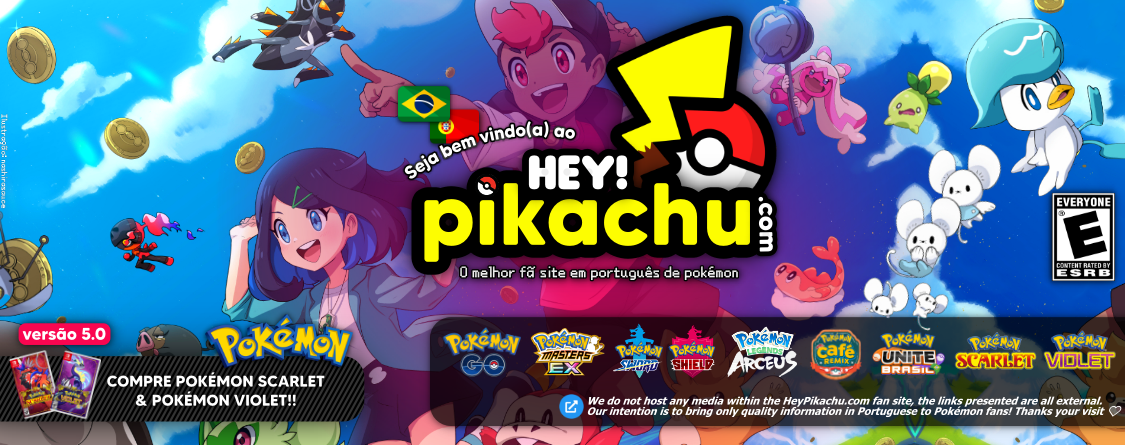 Seja bem vindo(a) ao
HEY!
pikachu.com
O melhor fã site em português de pokémon
Ilustração: nashirasauce
EVERYONE
E
CONTENT RATED BY
ESRB
versão 5.0
POKÉMON
COMPRE POKÉMON SCARLET
& POKÉMON VIOLET!!
POKÉMON GO
POKÉMON MASTERS EX
POKÉMON SWORD
POKÉMON SHIELD
POKÉMON LEGENDS ARCEUS
Pokémon café REMIX
POKÉMON UNITE BRASIL
POKÉMON SCARLET
POKÉMON VIOLET
We do not host any media within the HeyPikachu.com fan site, the links presented are all external.
Our intention is to bring only quality information in Portuguese to Pokémon fans! Thanks your visit